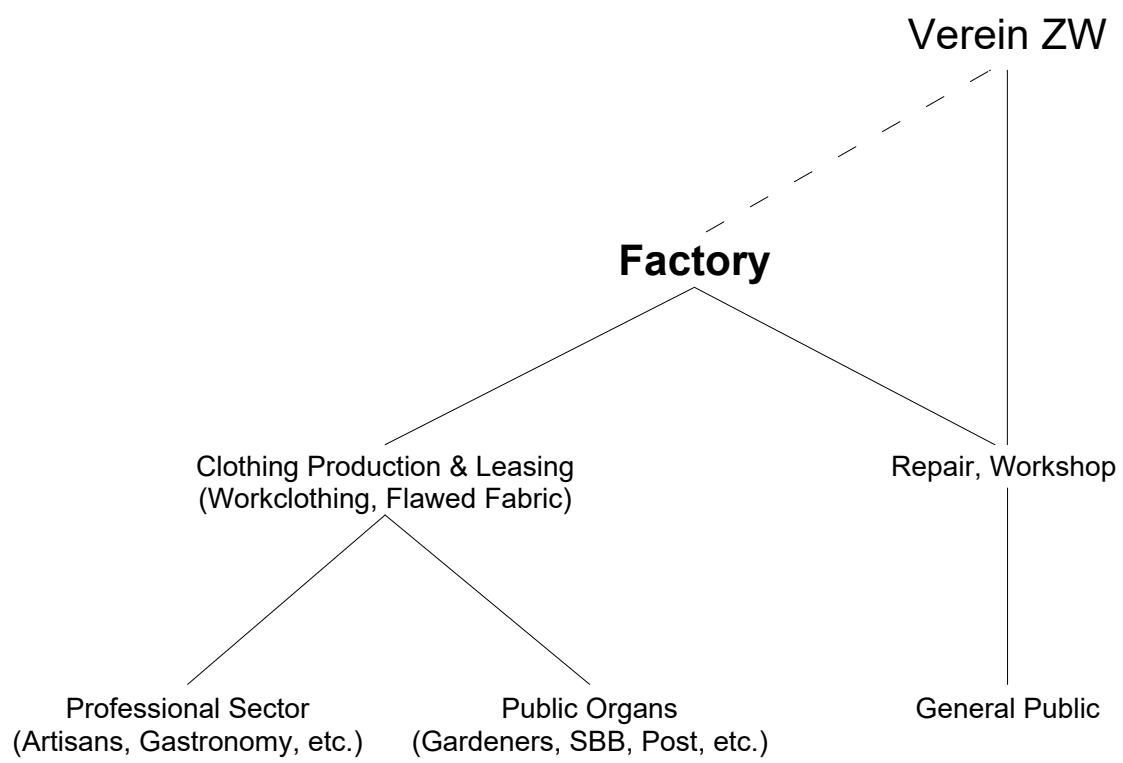 Verein ZW
Factory
Clothing Production & Leasing
(Workclothing, Flawed Fabric)
Repair, Workshop
Professional Sector
(Artisans, Gastronomy, etc.)
Public Organs
(Gardeners, SBB, Post, etc.)
General Public